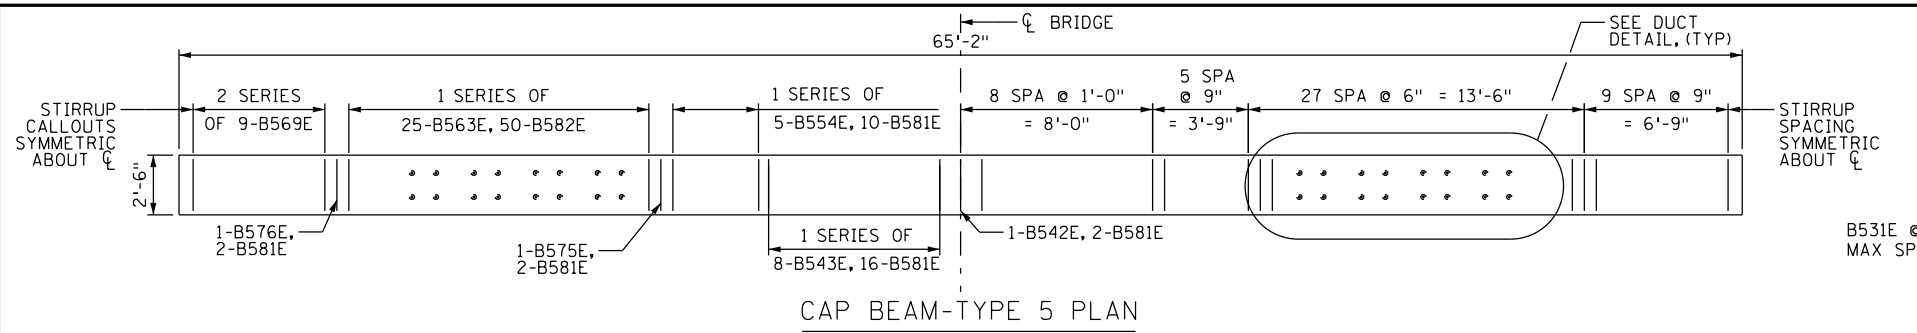 ℄ BRIDGE
SEE DUCT
DETAIL, (TYP)
65'-2"
STIRRUP
CALLOUTS
SYMMETRIC
ABOUT ℄
2 SERIES
OF 9-B569E
1 SERIES OF
25-B563E, 50-B582E
1 SERIES OF
5-B554E, 10-B581E
8 SPA @ 1'-0"
= 8'-0"
5 SPA
@ 9"
= 3'-9"
27 SPA @ 6" = 13'-6"
9 SPA @ 9"
= 6'-9"
STIRRUP
SPACING
SYMMETRIC
ABOUT ℄
2'-6"
1-B576E,
2-B581E
1-B575E,
2-B581E
1 SERIES OF
8-B543E, 16-B581E
1-B542E, 2-B581E
B531E @
MAX SP
CAP BEAM-TYPE 5 PLAN